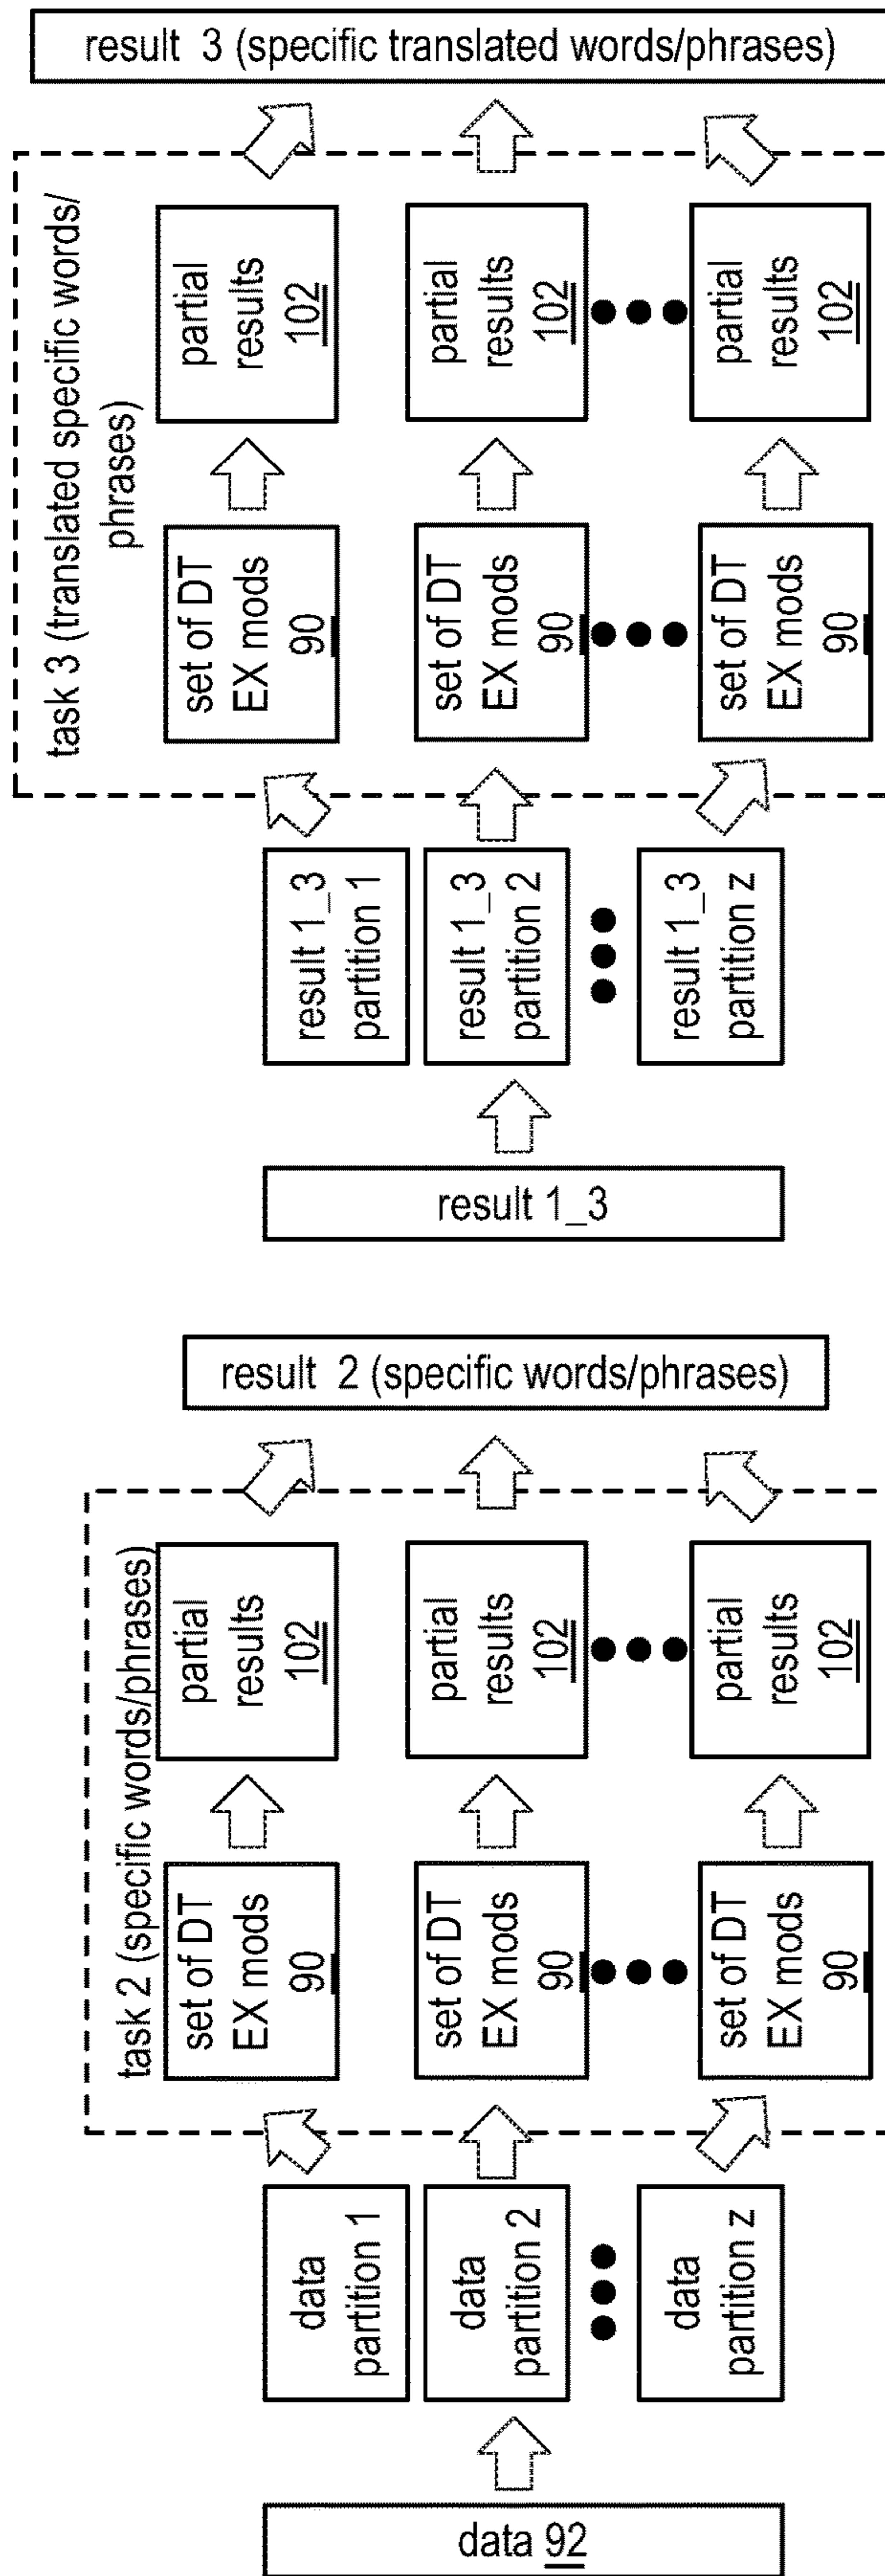 task 2 (specific words/phrases)
data 92
data
partition 1
data
partition 2
data
partition z
set of DT
EX mods
90
set of DT
EX mods
90
set of DT
EX mods
90
partial
results
102
partial
results
102
partial
results
102
result 2 (specific words/phrases)
task 3 (translated specific words/
phrases)
result 1_3
result 1_3
partition 1
result 1_3
partition 2
result 1_3
partition z
set of DT
EX mods
90
set of DT
EX mods
90
set of DT
EX mods
90
partial
results
102
partial
results
102
partial
results
102
result 3 (specific translated words/phrases)